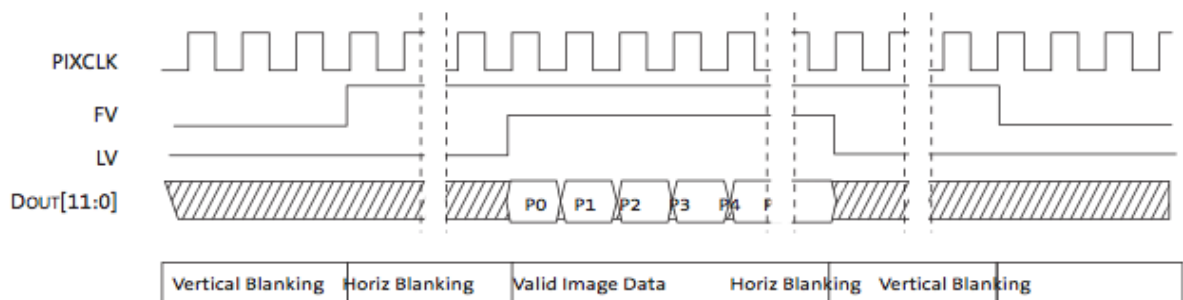 PIXCLK
FV
LV
DOUT[11:0]
P0 P1 P2 P3 P4
Vertical Blanking Horiz Blanking Valid Image Data Horiz Blanking Vertical Blanking